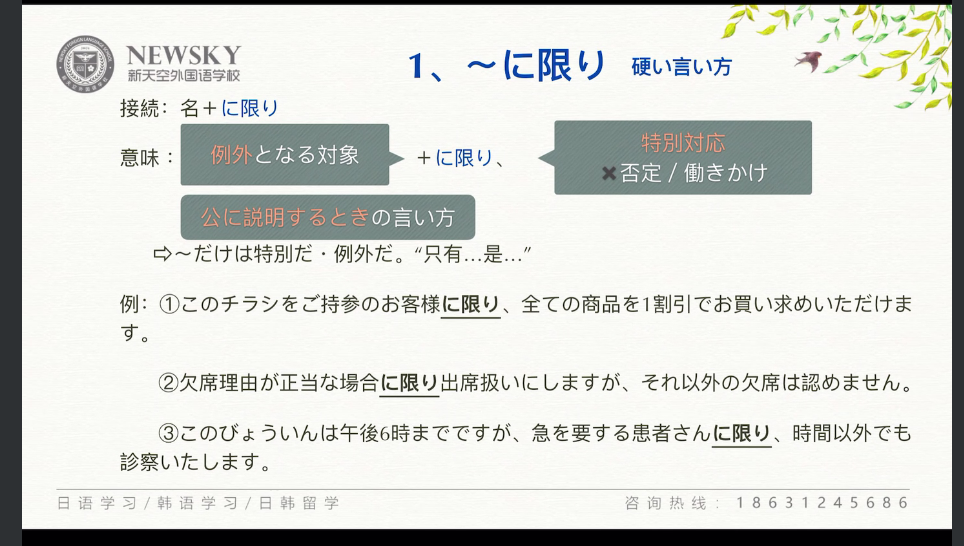 NEWSKY
新天空外国语学校
1、～に限り 硬い言い方
接続：名＋に限り
意味： 例外となる対象 ＋に限り、 特別対応
✖否定 / 働きかけ
公に説明するときの言い方
⇨～だけは特別だ・例外だ。“只有…是…”
例：①このチラシをご持参のお客様に限り、全ての商品を1割引でお買い求めいただけま
す。
②欠席理由が正当な場合に限り出席扱いにしますが、それ以外の欠席は認めません。
③このびょういんは午後6時までですが、急を要する患者さんに限り、時間以外でも
診察いたします。
日语学习/韩语学习/日韩留学 咨询热线：18631245686